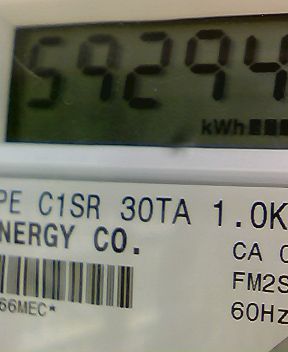 59294
kWh
PE C1SR 30TA 1.0K
NERGY CO.
CA
FM2S
66MEC*
60Hz